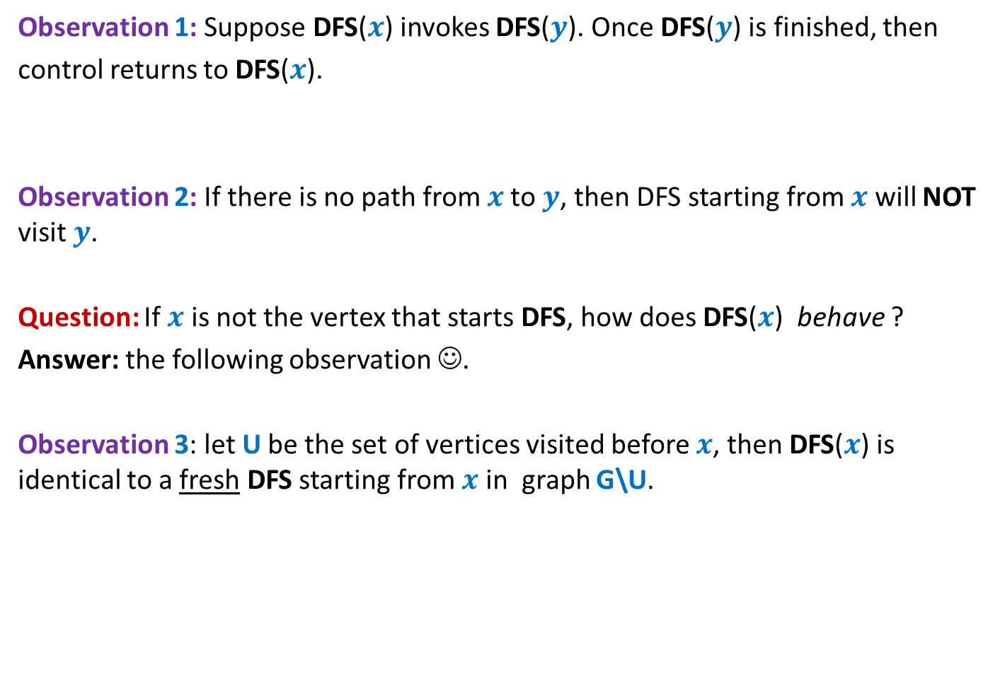 Observation 1: Suppose DFS(x) invokes DFS(y). Once DFS(y) is finished, then
control returns to DFS(x).
Observation 2: If there is no path from x to y, then DFS starting from x will NOT
visit y.
Question: If x is not the vertex that starts DFS, how does DFS(x) behave ?
Answer: the following observation ☺.
Observation 3: let U be the set of vertices visited before x, then DFS(x) is
identical to a fresh DFS starting from x in graph G\U.